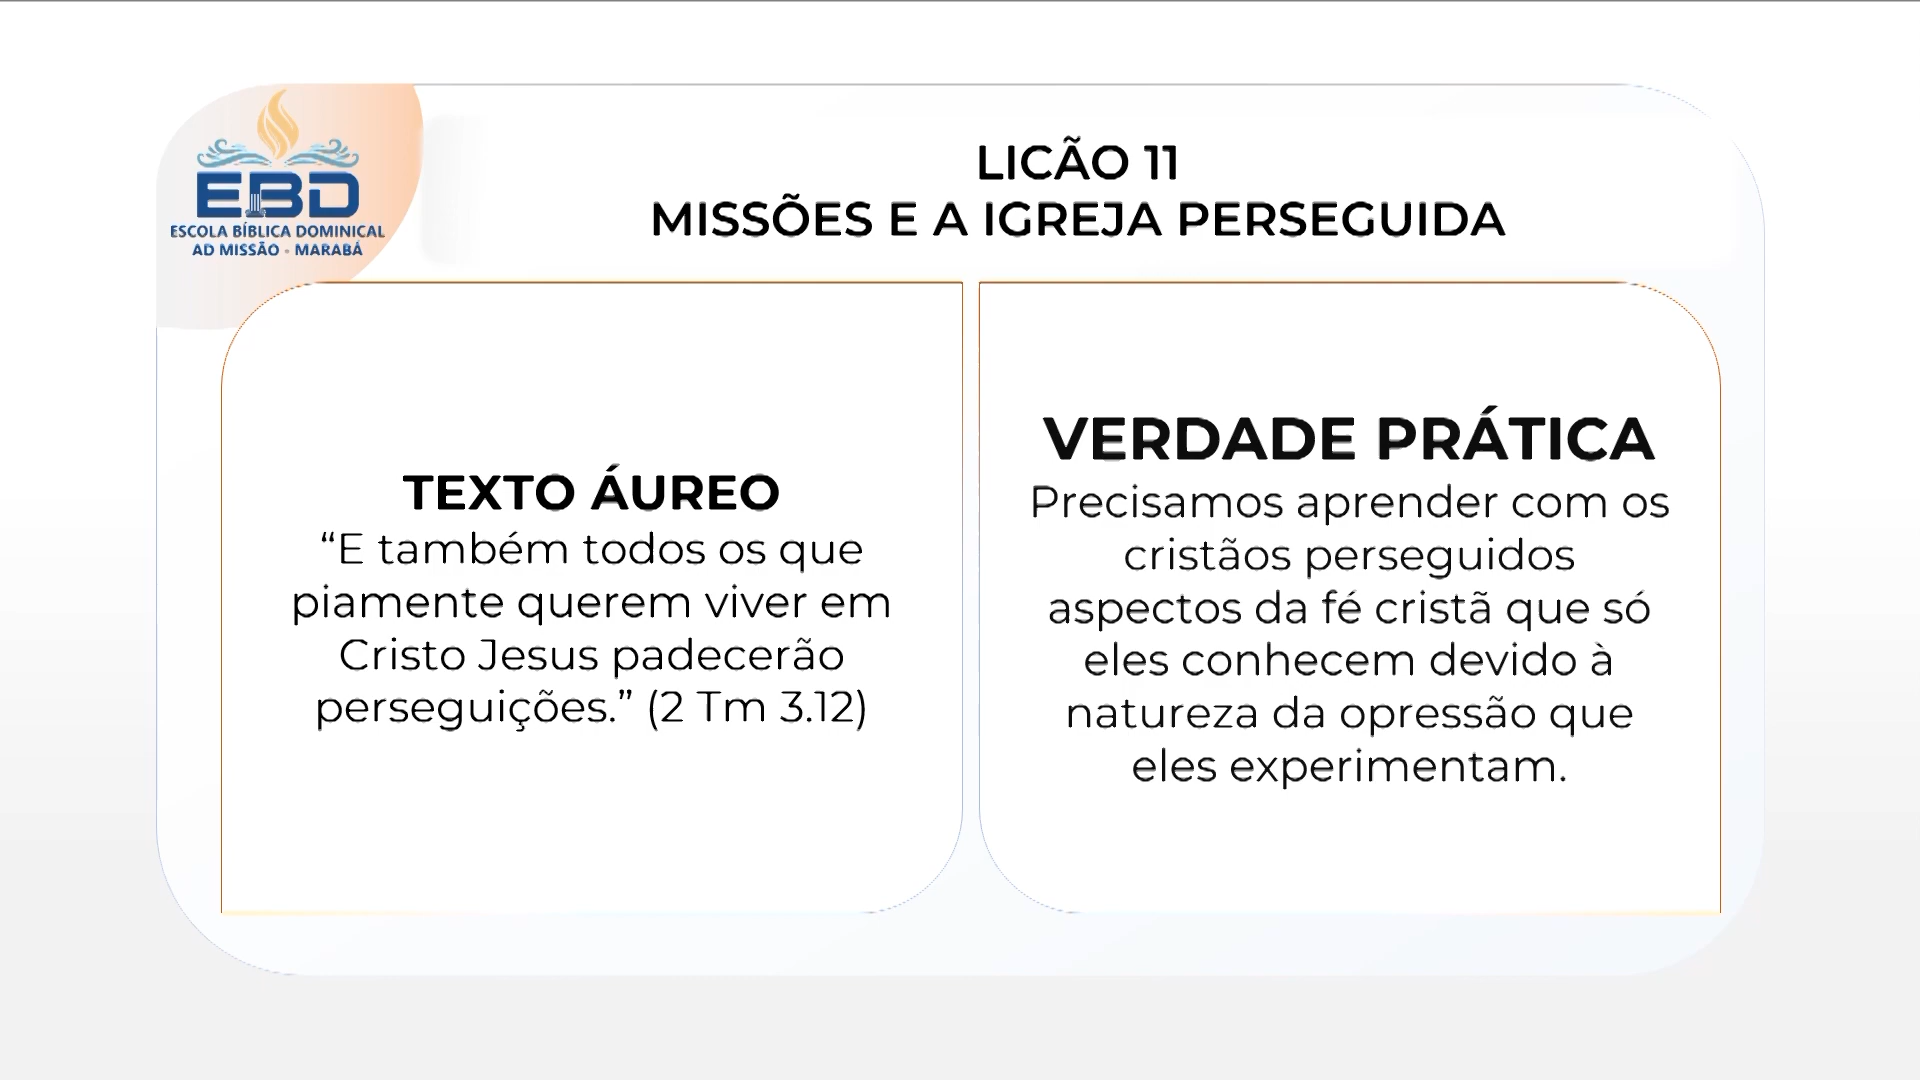 EBD
ESCOLA BÍBLICA DOMINICAL
AD MISSÃO - MARABÁ
LICÃO 11
MISSÕES E A IGREJA PERSEGUIDA
TEXTO ÁUREO
“E também todos os que
piamente querem viver em
Cristo Jesus padecerão
perseguições.” (2 Tm 3.12)
VERDADE PRÁTICA
Precisamos aprender com os
cristãos perseguidos
aspectos da fé cristã que só
eles conhecem devido à
natureza da opressão que
eles experimentam.